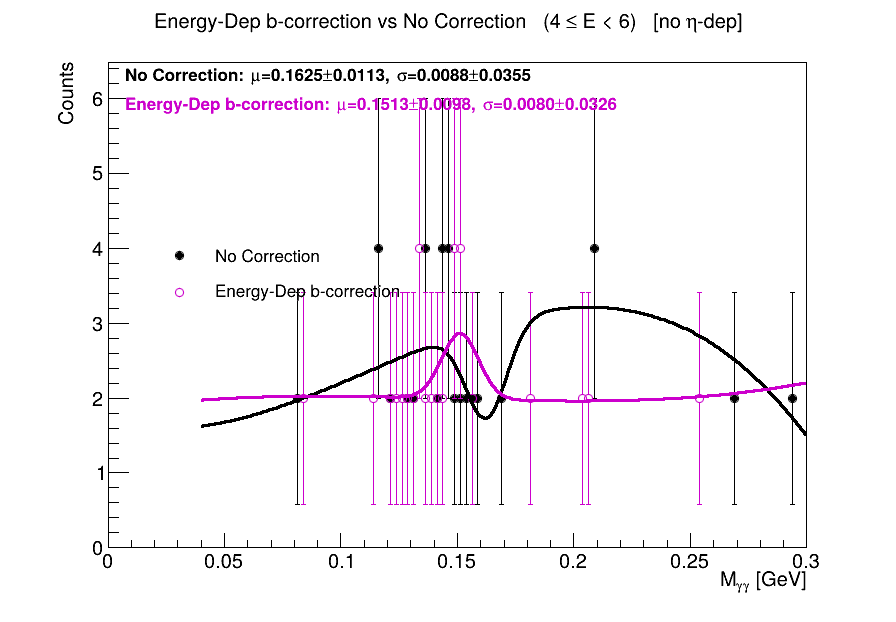 Energy-Dep b-correction vs No Correction (4 ≤ E < 6) [no η-dep]
Counts
No Correction: μ=0.1625±0.0113, σ=0.0088±0.0355
Energy-Dep b-correction: μ=0.1513±0.0098, σ=0.0080±0.0326
6
5
4
3
2
1
0
No Correction
Energy-Dep b-correction
0 0.05 0.1 0.15 0.2 0.25 0.3
Mγγ [GeV]